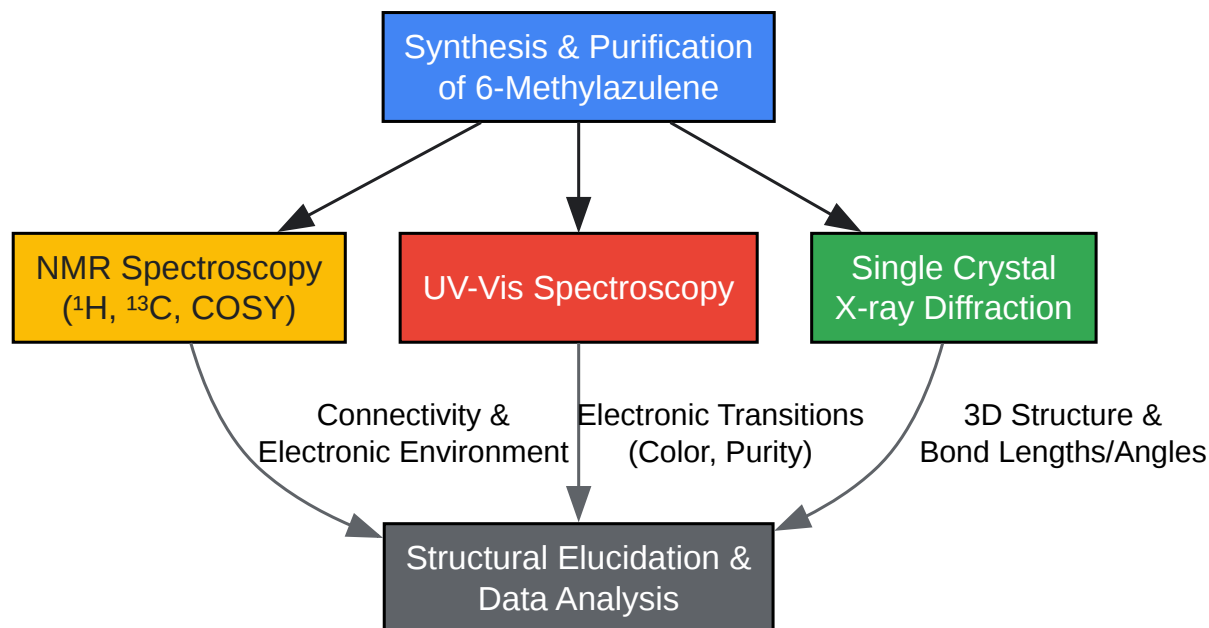 Synthesis & Purification
of 6-Methylazulene
NMR Spectroscopy
(¹H, ¹³C, COSY)
UV-Vis Spectroscopy
Single Crystal
X-ray Diffraction
Connectivity &
Electronic Environment
Electronic Transitions
(Color, Purity)
3D Structure &
Bond Lengths/Angles
Structural Elucidation &
Data Analysis